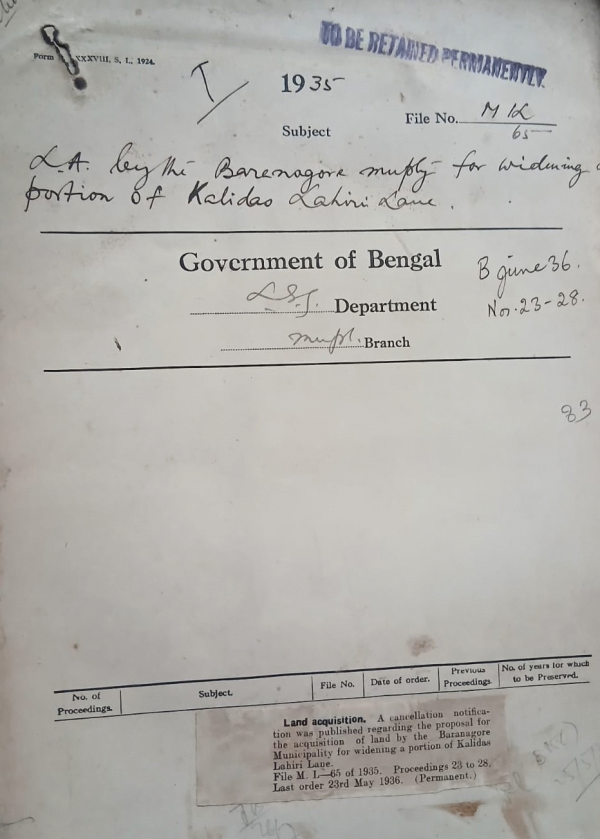 TO BE RETAINED PERMANENTLY.
Form XXXVIII, S, I., 1924.
1935
File No. M 1L/65
Subject
L.A. by the Barenagore muply for widening a
portion of Kalidas Lahiri Lane.
Government of Bengal
B June 36.
L.S.G. Department
Nos. 23-28.
mupl. Branch
83
No. of Proceedings. Subject. File No. Date of order. Previous Proceedings. No. of years for which to be Preserved.
Land acquisition. A cancellation notifica-
tion was published regarding the proposal for
the acquisition of land by the Baranagore
Municipality for widening a portion of Kalidas
Lahiri Lane.
File M. L—65 of 1935. Proceedings 23 to 28.
Last order 23rd May 1936. (Permanent.)